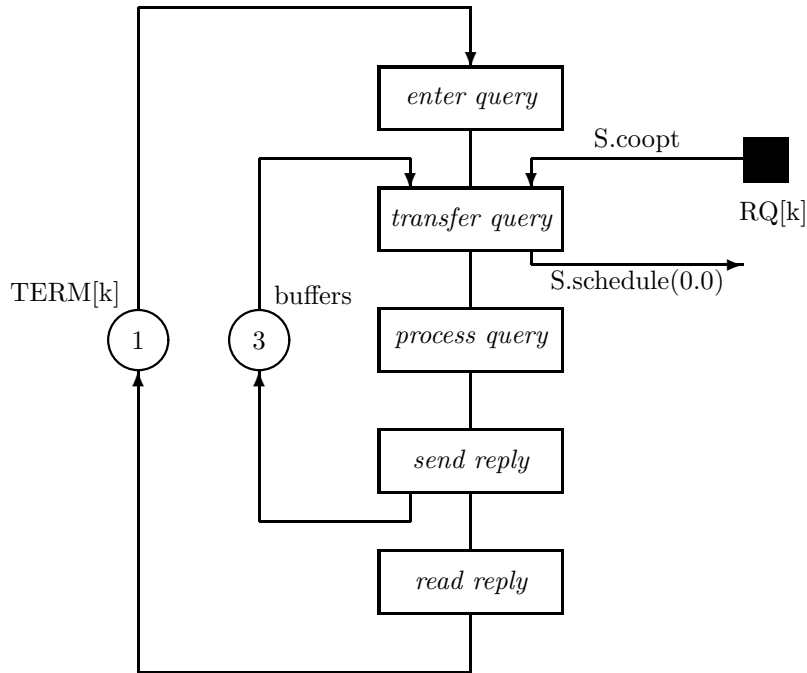 enter query
S.coopt
transfer query
RQ[k]
S.schedule(0.0)
TERM[k]
buffers
1
3
process query
send reply
read reply